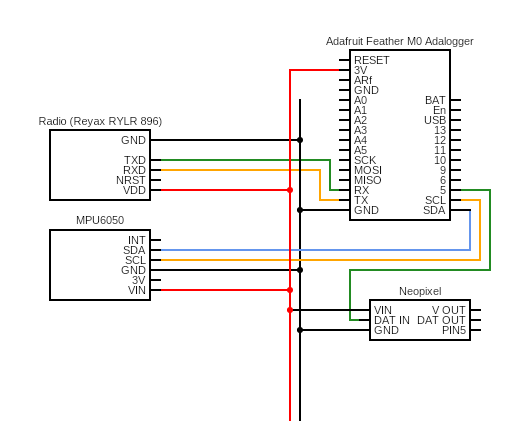 Adafruit Feather M0 Adalogger
RESET
3V
ARf
GND
A0
A1
A2
A3
A4
A5
SCK
MOSI
MISO
RX
TX
GND
BAT
En
USB
13
12
11
10
9
6
5
SCL
SDA
Radio (Reyax RYLR 896)
GND
TXD
RXD
NRST
VDD
MPU6050
INT
SDA
SCL
GND
3V
VIN
Neopixel
VIN
DAT IN
GND
V OUT
DAT OUT
PIN5